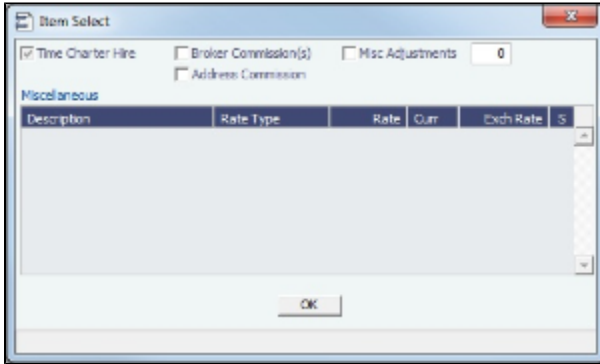 Item Select
Time Charter Hire Broker Commission(s) Misc Adjustments 0
Address Commission
Miscellaneous
Description Rate Type Rate Curr Exch Rate S
OK